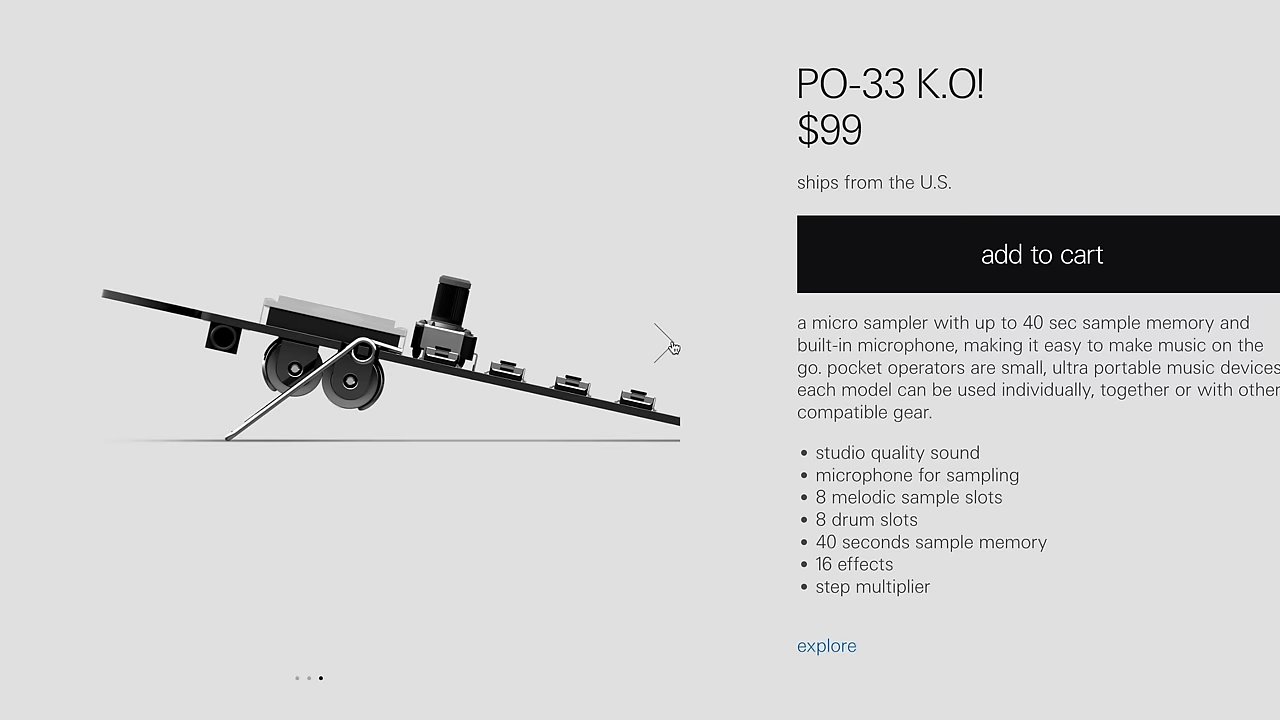 PO-33 K.O!
$99
ships from the U.S.
add to cart
a micro sampler with up to 40 sec sample memory and
built-in microphone, making it easy to make music on the
go. pocket operators are small, ultra portable music devices
each model can be used individually, together or with other
compatible gear.
• studio quality sound
• microphone for sampling
• 8 melodic sample slots
• 8 drum slots
• 40 seconds sample memory
• 16 effects
• step multiplier
explore